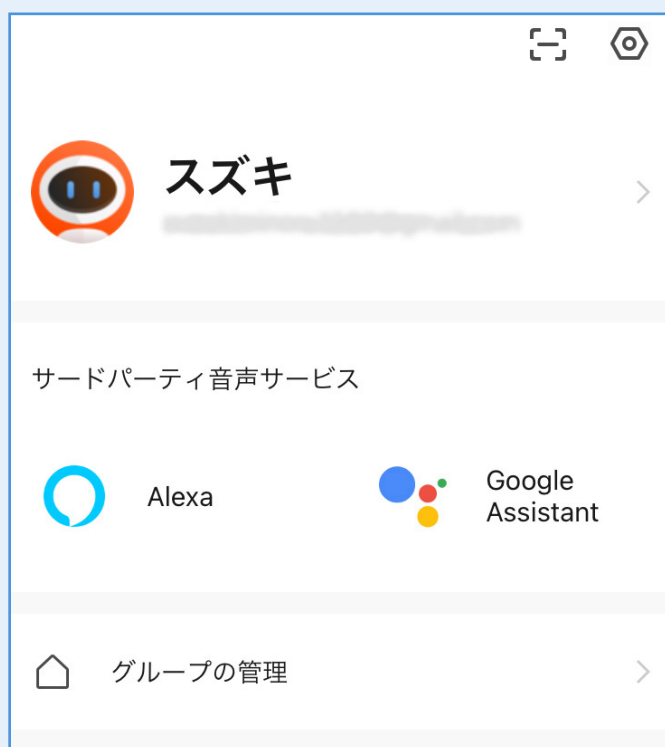 スズキ
サードパーティ音声サービス
Alexa
Google
Assistant
グループの管理